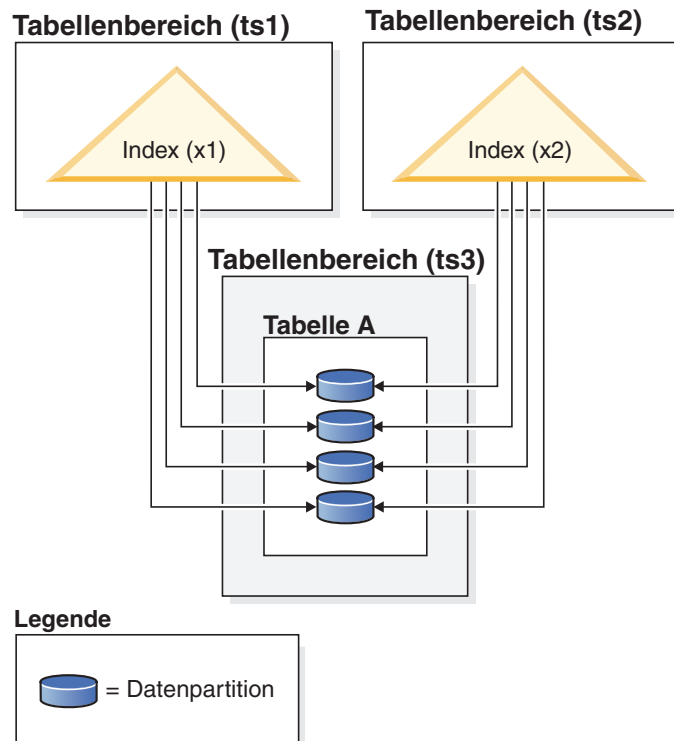 Tabellenbereich (ts1)
Tabellenbereich (ts2)
Index (x1)
Index (x2)
Tabellenbereich (ts3)
Tabelle A
Legende
= Datenpartition